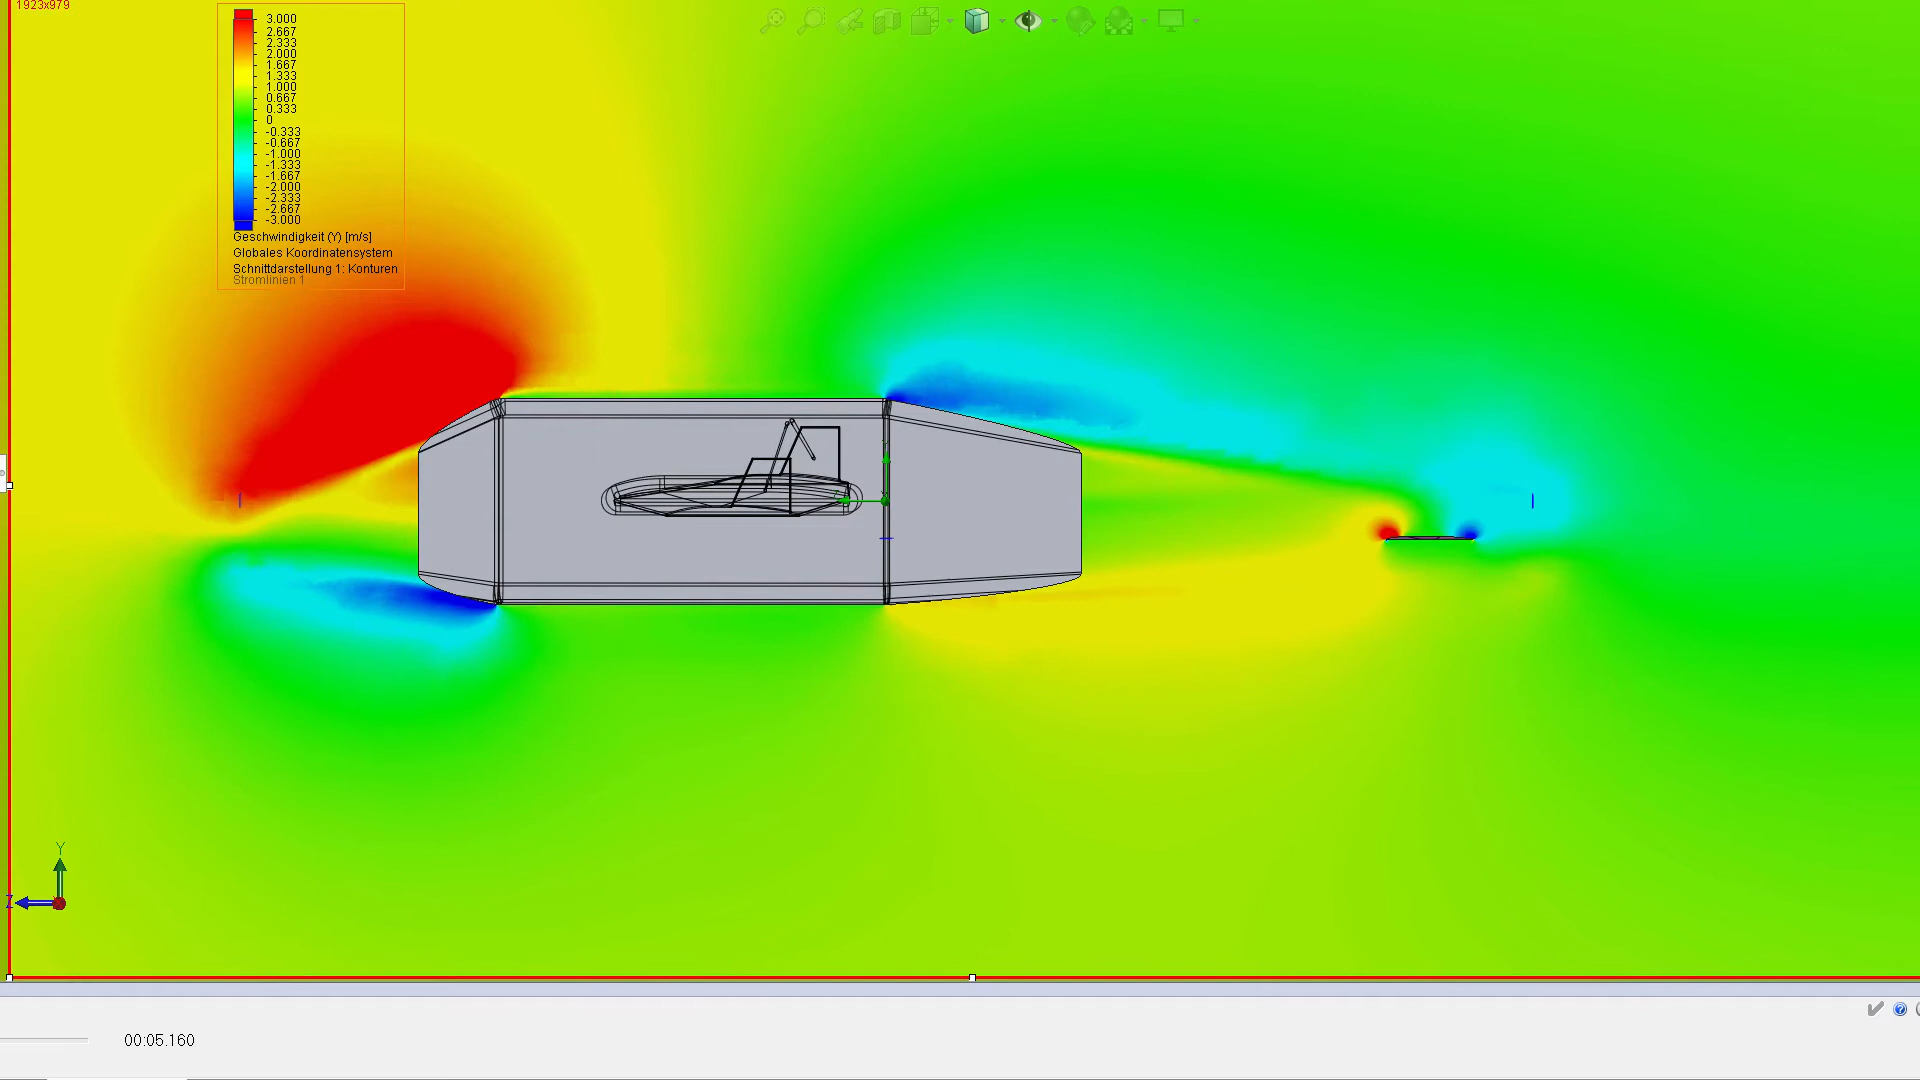 1923x979
3.000
2.667
2.333
2.000
1.667
1.333
1.000
0.667
0.333
0
-0.333
-0.667
-1.000
-1.333
-1.667
-2.000
-2.333
-2.667
-3.000
Geschwindigkeit (Y) [m/s]
Globales Koordinatensystem
Schnittdarstellung 1: Konturen
Stromlinien 1
Y
Z
00:05.160